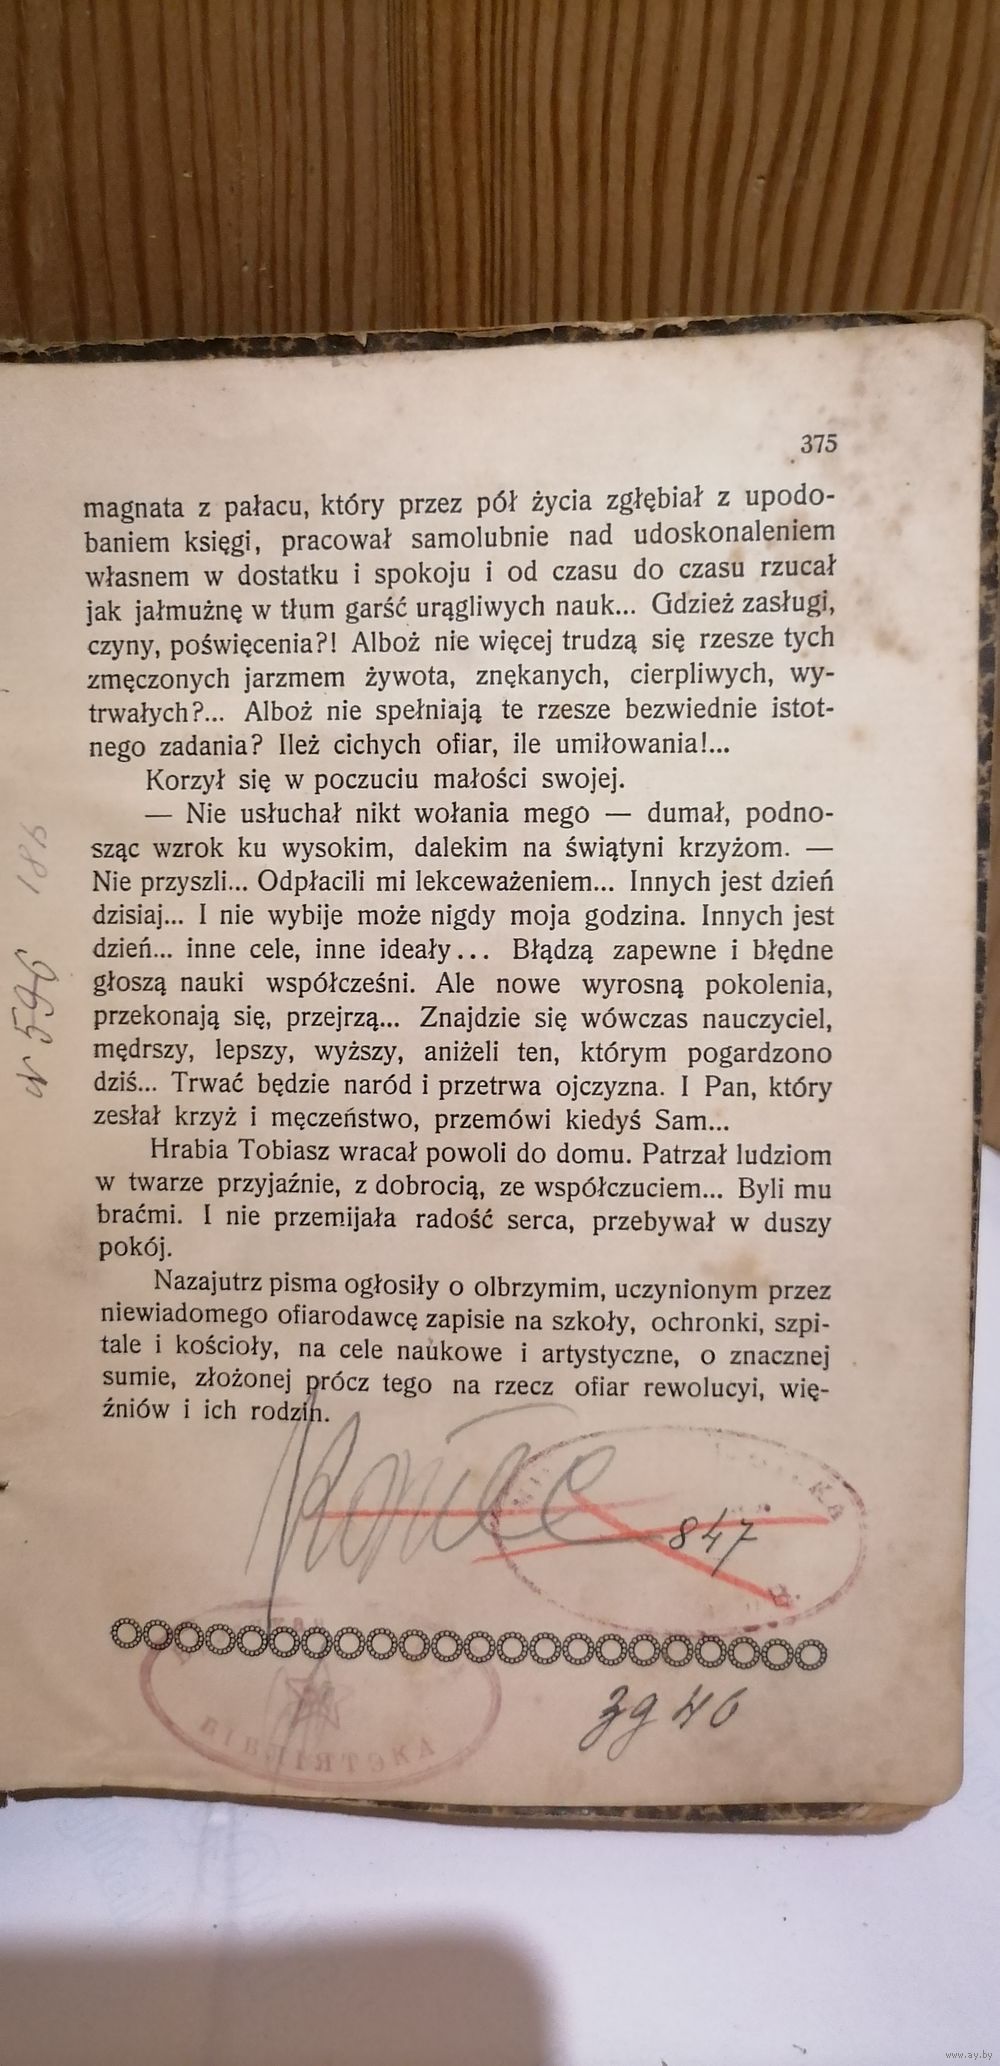 375
magnata z pałacu, który przez pół życia zgłębiał z upodo-
baniem księgi, pracował samolubnie nad udoskonaleniem
własnem w dostatku i spokoju i od czasu do czasu rzucał
jak jałmużnę w tłum garść urągliwych nauk... Gdzież zasługi,
czyny, poświęcenia?! Alboż nie więcej trudzą się rzesze tych
zmęczonych jarzmem żywota, znękanych, cierpliwych, wy-
trwałych?... Alboż nie spełniają te rzesze bezwiednie istot-
nego zadania? Ileż cichych ofiar, ile umiłowania!...
Korzył się w poczuciu małości swojej.
— Nie usłuchał nikt wołania mego — dumał, podno-
sząc wzrok ku wysokim, dalekim na świątyni krzyżom. —
Nie przyszli... Odpłacili mi lekceważeniem... Innych jest dzień
dzisiaj... I nie wybije może nigdy moja godzina. Innych jest
dzień... inne cele, inne ideały... Błądzą zapewne i błędne
głoszą nauki współcześni. Ale nowe wyrosną pokolenia,
przekonają się, przejrzą... Znajdzie się wówczas nauczyciel,
mędrszy, lepszy, wyższy, aniżeli ten, którym pogardzono
dziś... Trwać będzie naród i przetrwa ojczyzna. I Pan, który
zesłał krzyż i męczeństwo, przemówi kiedyś Sam...
Hrabia Tobiasz wracał powoli do domu. Patrzał ludziom
w twarze przyjaźnie, z dobrocią, ze współczuciem... Byli mu
braćmi. I nie przemijała radość serca, przebywał w duszy
pokój.
Nazajutrz pisma ogłosiły o olbrzymim, uczynionym przez
niewiadomego ofiarodawcę zapisie na szkoły, ochronki, szpi-
tale i kościoły, na cele naukowe i artystyczne, o znacznej
sumie, złożonej prócz tego na rzecz ofiar rewolucyi, wię-
źniów i ich rodzin.
Koniec
847
596
www.ay.by